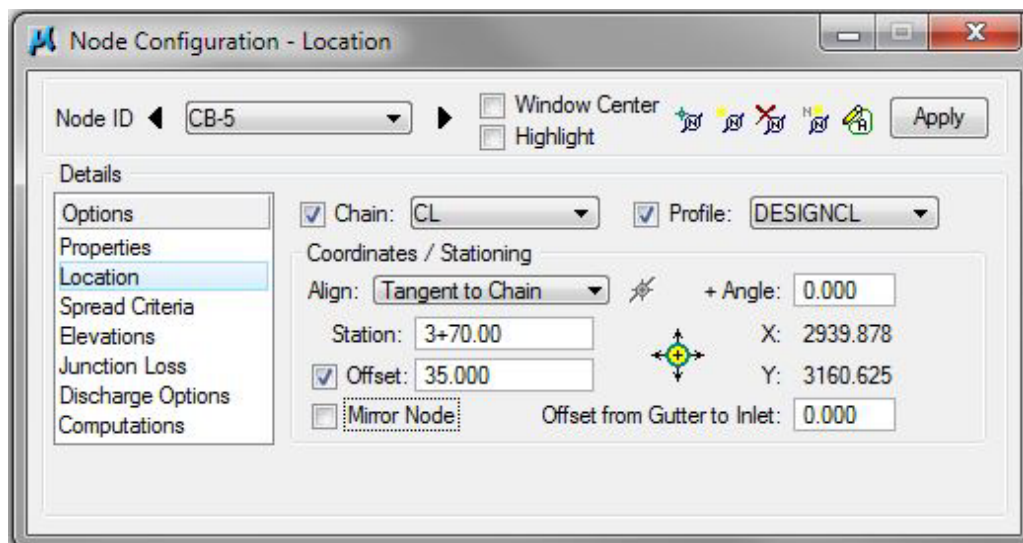 Node Configuration - Location
Node ID CB-5 Window Center Apply
Highlight
Details
Options Chain: CL Profile: DESIGNCL
Properties Coordinates / Stationing
Location Align: Tangent to Chain + Angle: 0.000
Spread Criteria
Elevations Station: 3+70.00 X: 2939.878
Junction Loss Offset: 35.000 Y: 3160.625
Discharge Options
Computations Mirror Node Offset from Gutter to Inlet: 0.000